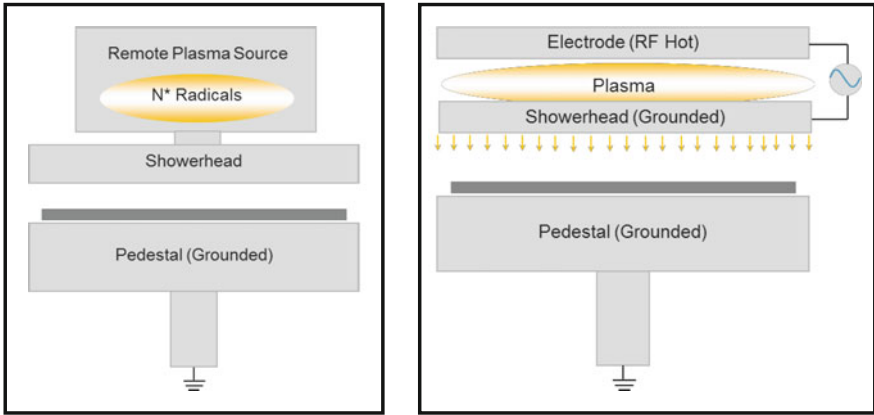 Remote Plasma Source
N* Radicals
Showerhead
Pedestal (Grounded)
Electrode (RF Hot)
Plasma
Showerhead (Grounded)
Pedestal (Grounded)